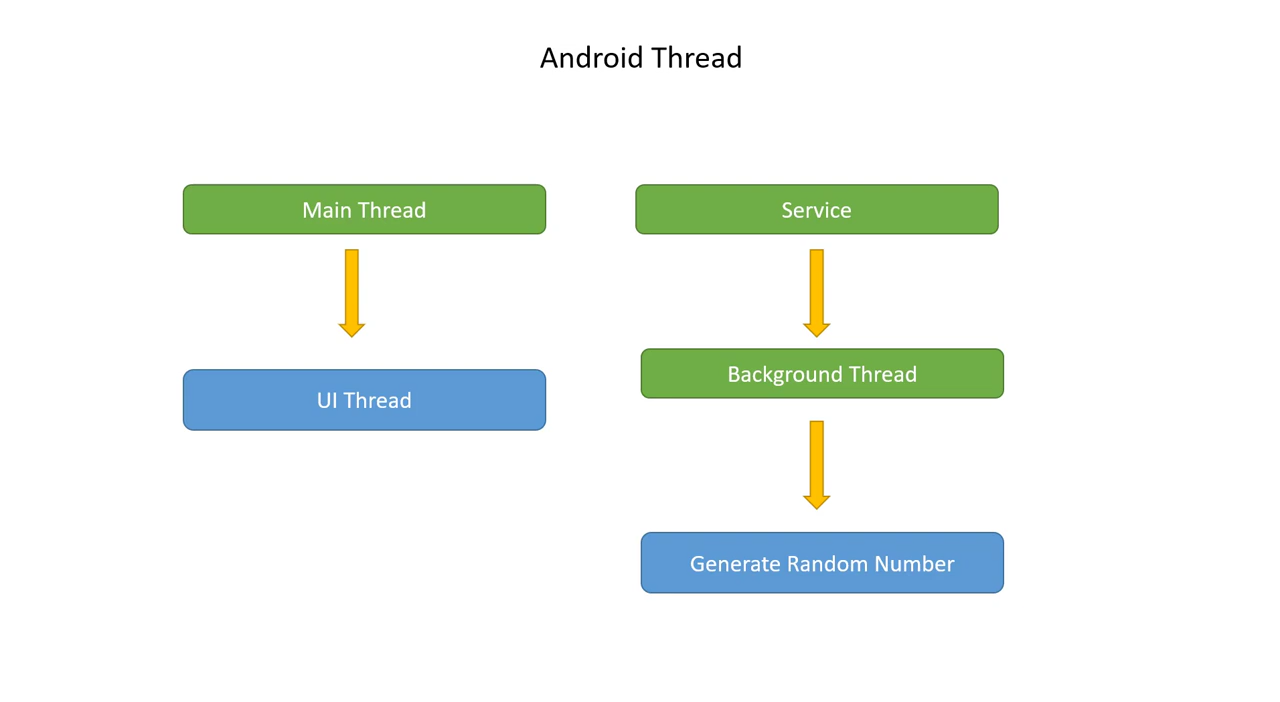 Android Thread
Main Thread
Service
Background Thread
UI Thread
Generate Random Number